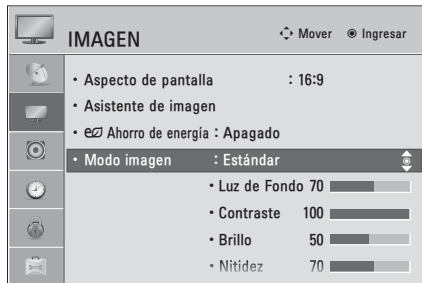 IMAGEN Mover Ingresar
• Aspecto de pantalla : 16:9
• Asistente de imagen
• Ahorro de energía : Apagado
• Modo imagen : Estándar
• Luz de Fondo 70
• Contraste 100
• Brillo 50
• Nitidez 70